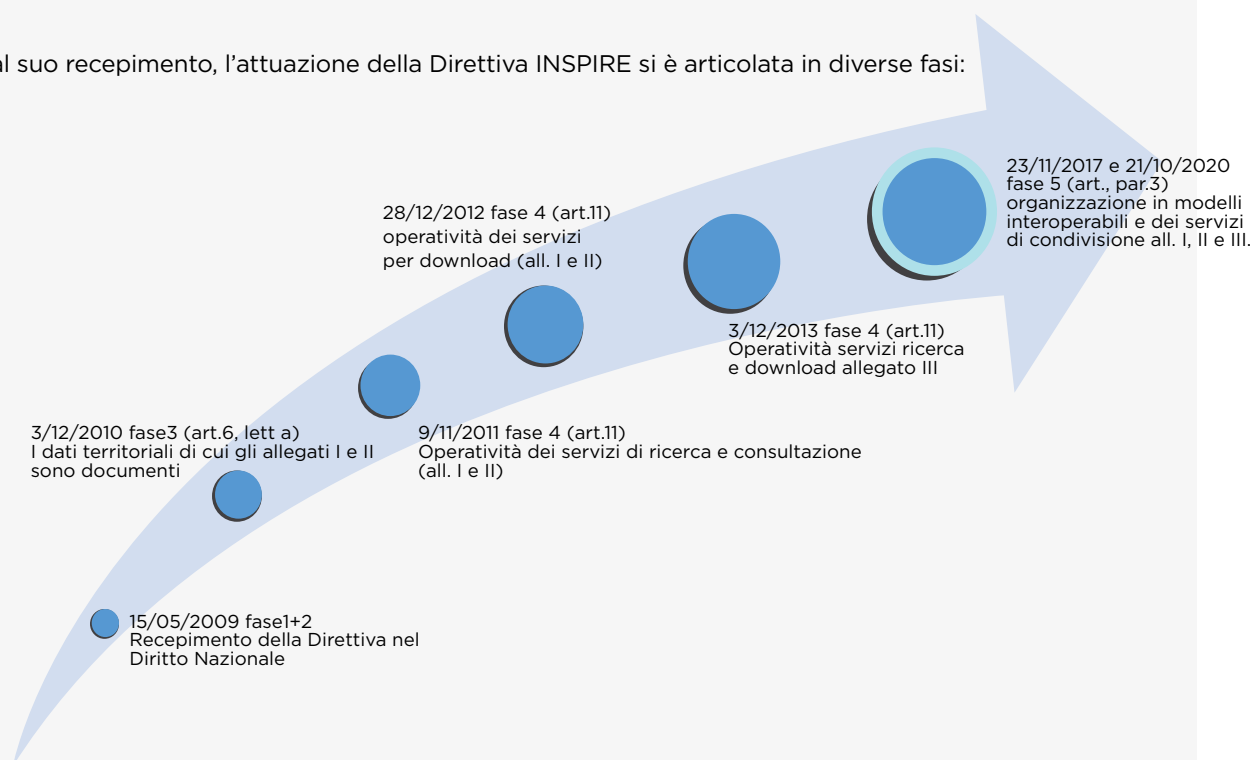 al suo recepimento, l'attuazione della Direttiva INSPIRE si è articolata in diverse fasi:
23/11/2017 e 21/10/2020
fase 5 (art., par.3)
organizzazione in modelli
interoperabili e dei servizi
di condivisione all. I, II e III.
28/12/2012 fase 4 (art.11)
operatività dei servizi
per download (all. I e II)
3/12/2013 fase 4 (art.11)
Operatività servizi ricerca
e download allegato III
3/12/2010 fase3 (art.6, lett a)
I dati territoriali di cui gli allegati I e II
sono documenti
9/11/2011 fase 4 (art.11)
Operatività dei servizi di ricerca e consultazione
(all. I e II)
15/05/2009 fase1+2
Recepimento della Direttiva nel
Diritto Nazionale